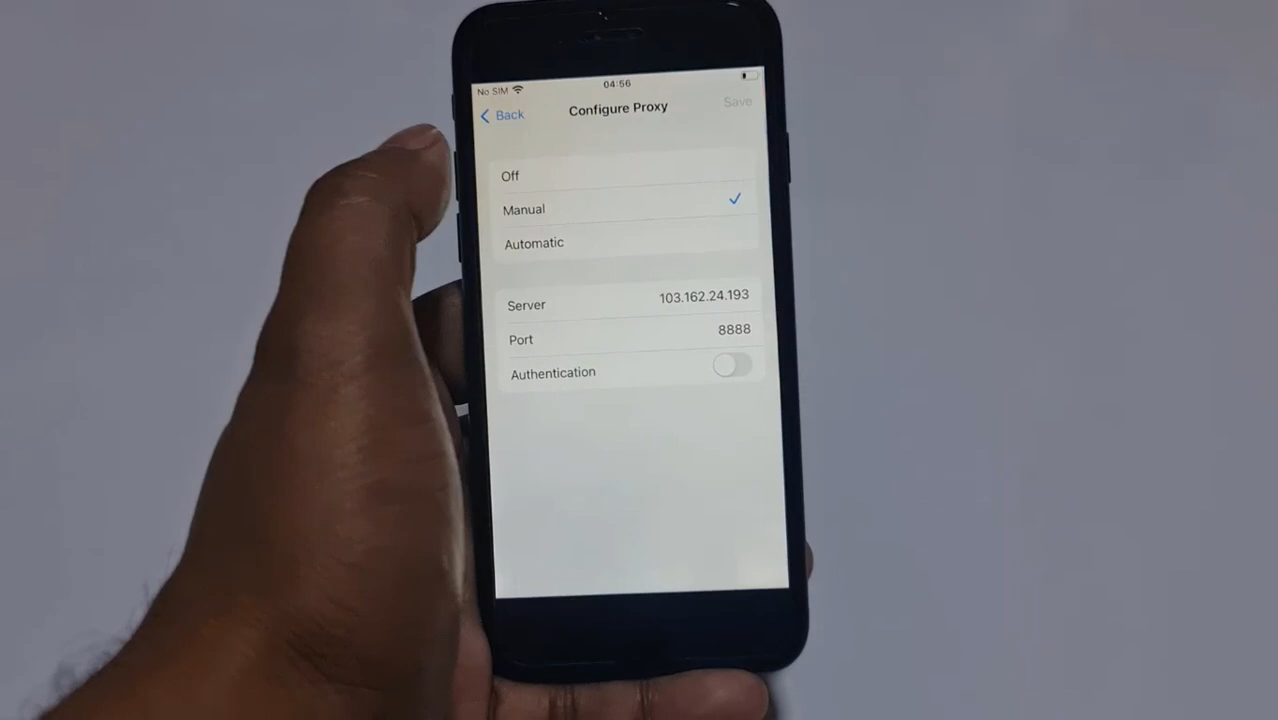 No SIM 04:56
Back Configure Proxy Save
Off
Manual
Automatic
Server 103.162.24.193
Port 8888
Authentication